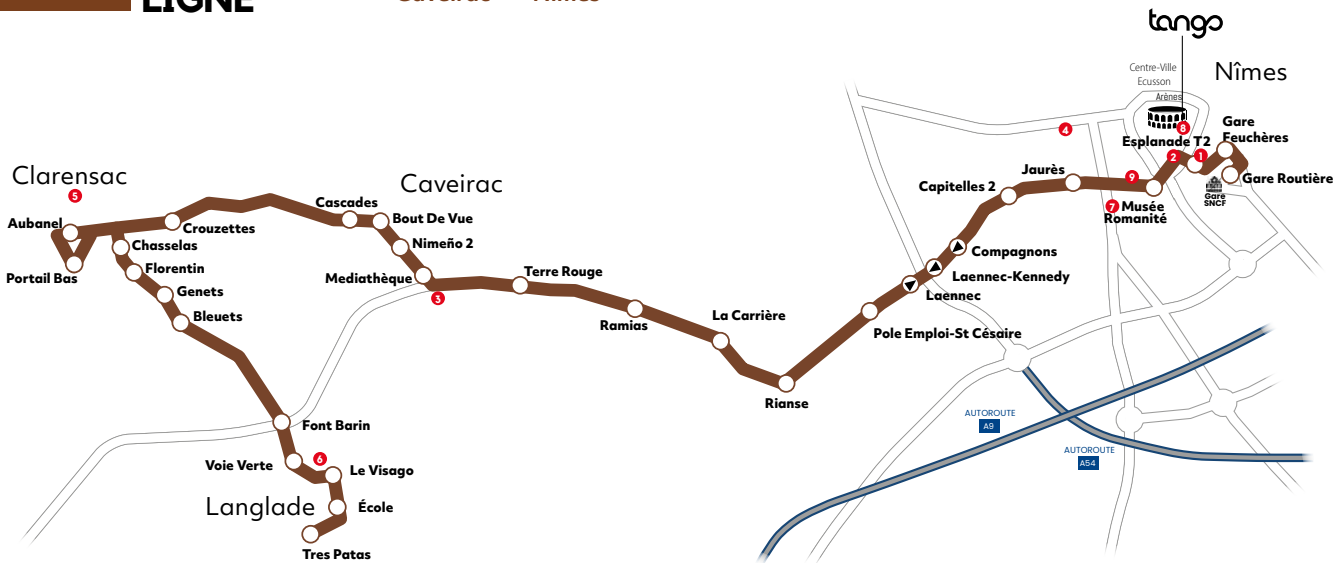 LIGNE
tango
Centre-Ville
Ecusson
Arènes
Nîmes
8
4
Gare
Feuchères
Esplanade T2
2
1
Gare Routière
Gare
SNCF
Jaurès
9
Capitelles 2
7
Musée
Romanité
Clarensac
5
Caveirac
Aubanel
Crouzettes
Cascades
Bout De Vue
Chasselas
Nimeño 2
Portail Bas
Florentin
Mediathèque
3
Terre Rouge
Genets
Bleuets
Ramias
La Carrière
Compagnons
Laennec-Kennedy
Laennec
Pole Emploi-St Césaire
Rianse
Font Barin
Voie Verte
6
Le Visago
Langlade
École
Tres Patas
AUTOROUTE
A9
AUTOROUTE
A54